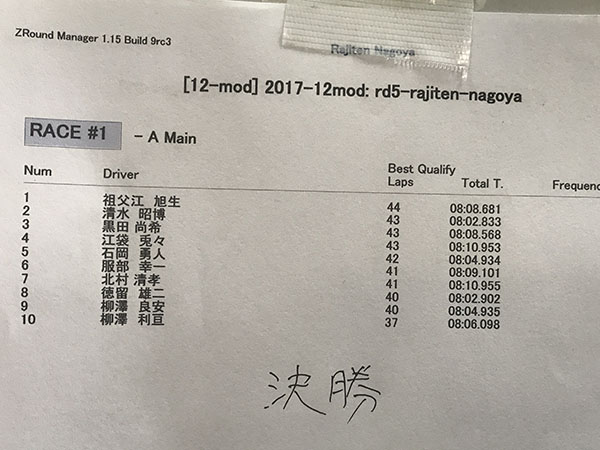 ZRound Manager 1.15 Build 9rc3
Rajiten Nagoya
[12-mod] 2017-12mod: rd5-rajiten-nagoya
RACE #1 - A Main
Best Qualify
Num Driver Laps Total T. Frequenc
1 祖父江 旭生 44 08:08.681
2 清水 昭博 43 08:02.833
3 黒田 尚希 43 08:08.568
4 江袋 兎々 43 08:10.953
5 石岡 勇人 42 08:04.934
6 服部 幸一 41 08:09.101
7 北村 清孝 41 08:10.955
8 徳留 雄二 40 08:02.902
9 柳澤 良安 40 08:04.935
10 柳澤 利亘 37 08:06.098
決勝